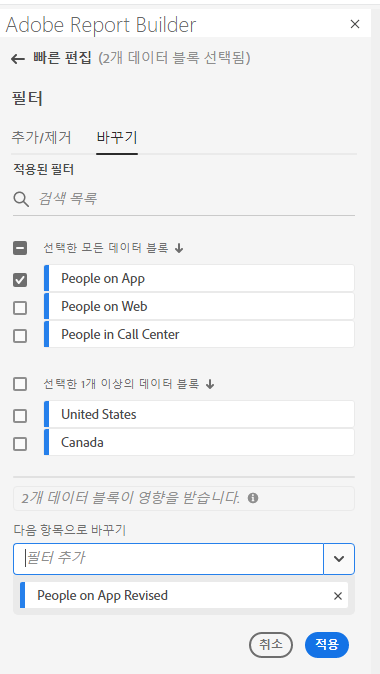 Adobe Report Builder
빠른 편집 (2개 데이터 블록 선택됨)
필터
추가/제거 바꾸기
적용된 필터
검색 목록
선택한 모든 데이터 블록
People on App
People on Web
People in Call Center
선택한 1개 이상의 데이터 블록
United States
Canada
2개 데이터 블록이 영향을 받습니다.
다음 항목으로 바꾸기
필터 추가
People on App Revised
취소 적용